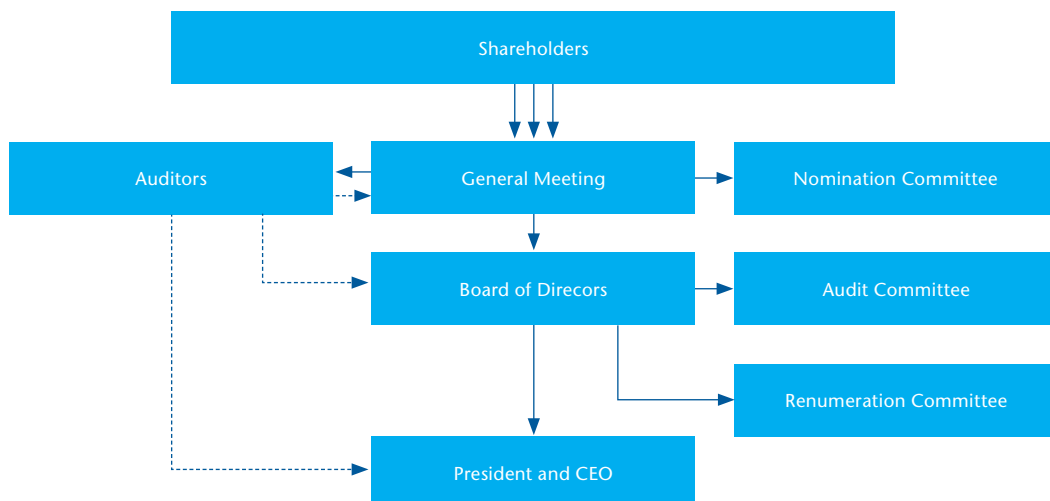 Shareholders
Auditors
General Meeting
Nomination Committee
Board of Direcors
Audit Committee
Renumeration Committee
President and CEO